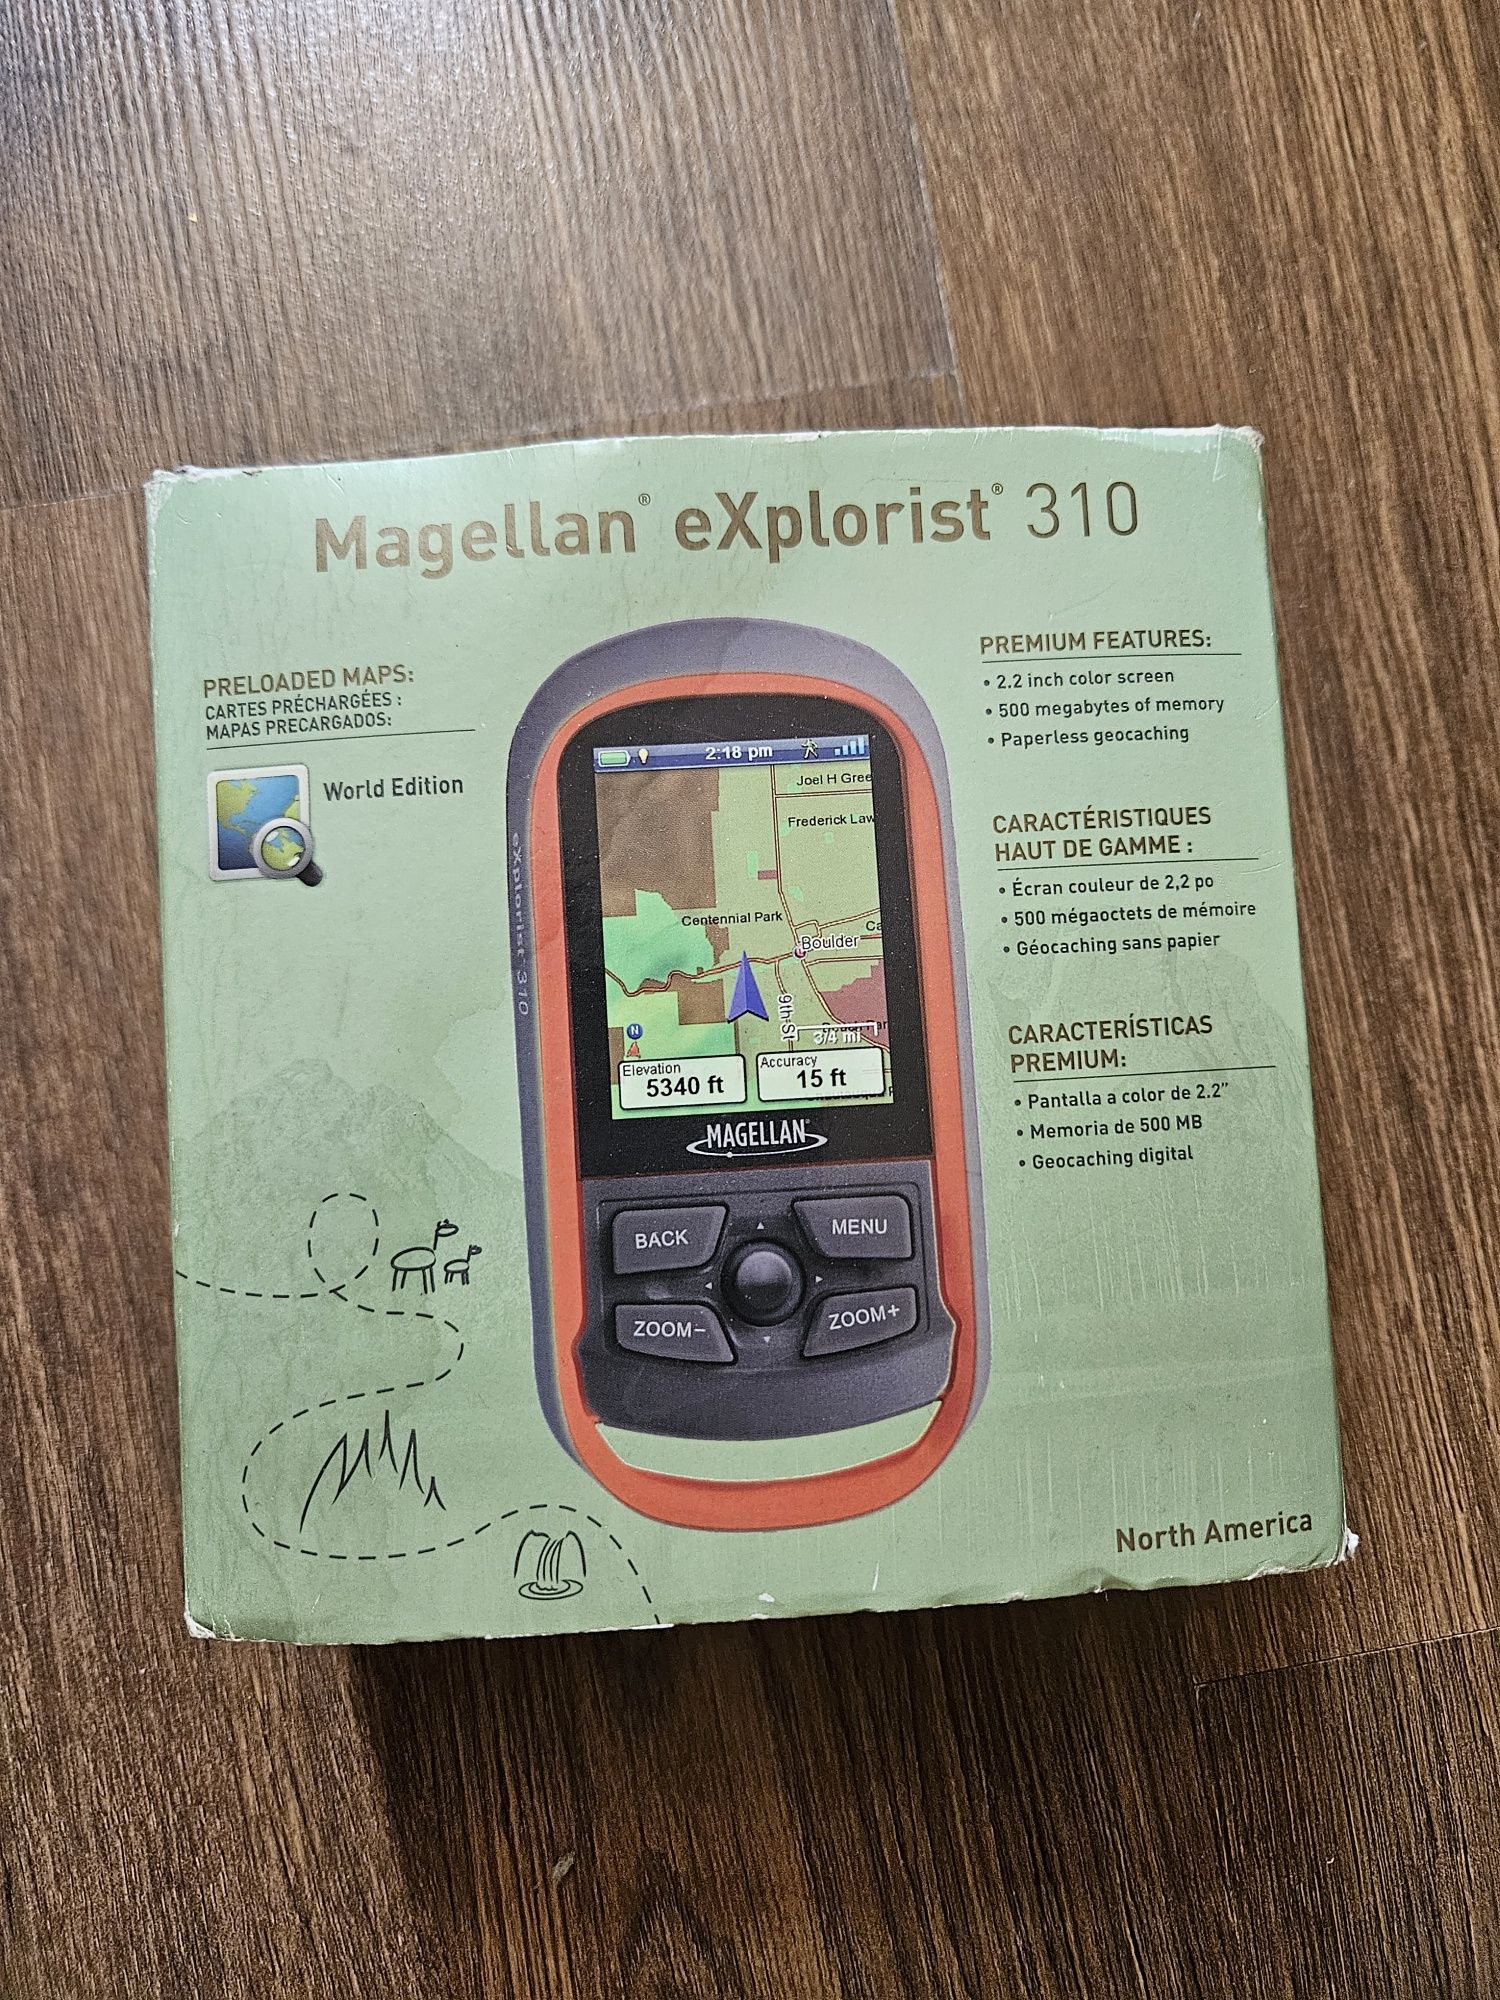 Magellan® eXplorist® 310
PRELOADED MAPS:
CARTES PRÉCHARGÉES :
MAPAS PRECARGADOS:
World Edition
eXplorist 310
2:18 pm
Joel H Gree
Frederick Law
Centennial Park
Ca
Boulder
9th St
N
3/4 mi
Elevation
5340 ft
Accuracy
15 ft
MAGELLAN
BACK
MENU
ZOOM–
ZOOM+
PREMIUM FEATURES:
• 2.2 inch color screen
• 500 megabytes of memory
• Paperless geocaching
CARACTÉRISTIQUES
HAUT DE GAMME :
• Écran couleur de 2,2 po
• 500 mégaoctets de mémoire
• Géocaching sans papier
CARACTERÍSTICAS
PREMIUM:
• Pantalla a color de 2.2”
• Memoria de 500 MB
• Geocaching digital
North America